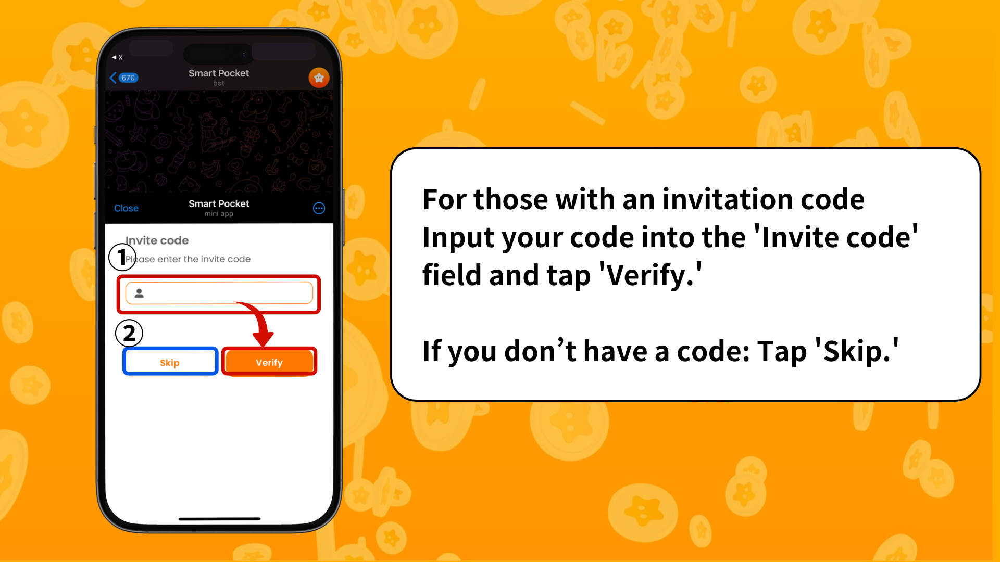 ◀ X
670
Smart Pocket
bot
Close
Smart Pocket
mini app
Invite code
Please enter the invite code
1
2
Skip
Verify
For those with an invitation code
Input your code into the 'Invite code'
field and tap 'Verify.'
If you don’t have a code: Tap 'Skip.'